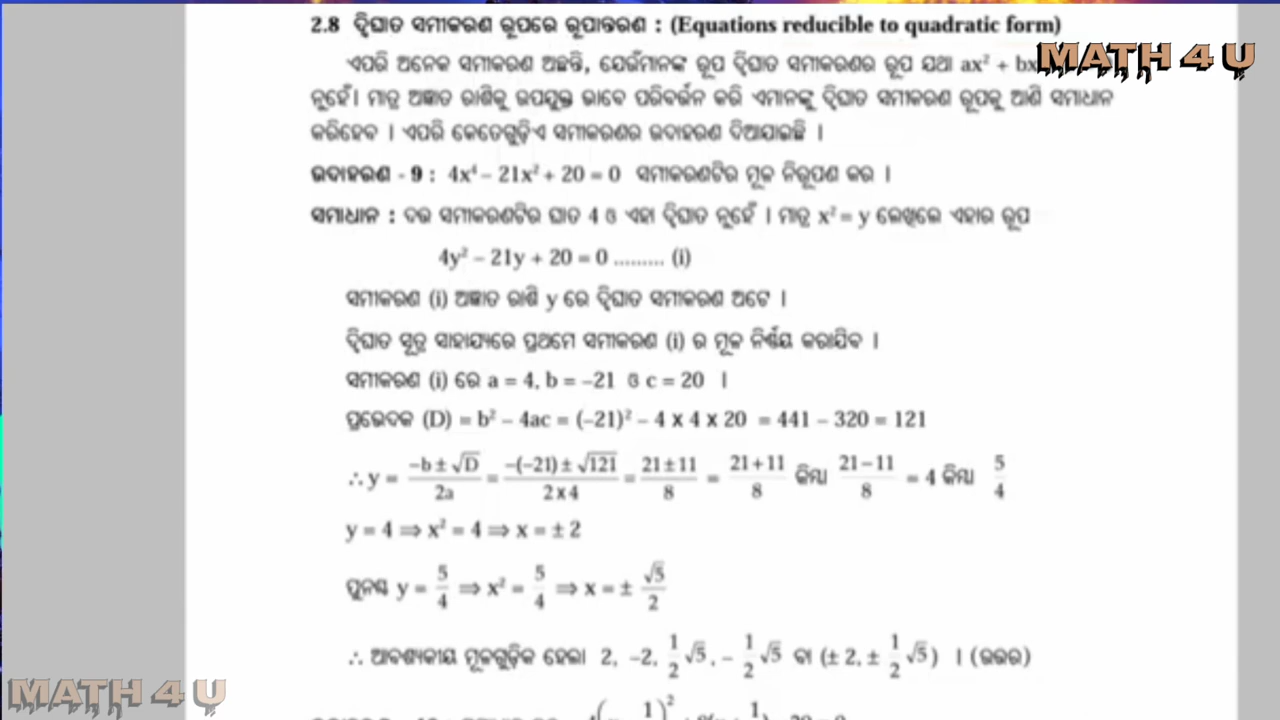 2.8 ଦ୍ବିଘାତ ସମୀକରଣ ରୂପରେ ରୂପାନ୍ତରଣ : (Equations reducible to quadratic form)
ଏପରି ଅନେକ ସମୀକରଣ ଅଛନ୍ତି, ଯେଉଁମାନଙ୍କ ରୂପ ଦ୍ବିଘାତ ସମୀକରଣର ରୂପ ଯଥା ax² + bx
MATH 4 U
ନୁହେଁ। ମାତ୍ର ଅଜ୍ଞାତ ରାଶିକୁ ଉପଯୁକ୍ତ ଭାବେ ପରିବର୍ତ୍ତନ କରି ଏମାନଙ୍କୁ ଦ୍ବିଘାତ ସମୀକରଣ ରୂପକୁ ଆଣି ସମାଧାନ
କରିହେବ । ଏପରି କେତେଗୁଡ଼ିଏ ସମୀକରଣର ଉଦାହରଣ ଦିଆଯାଇଛି ।
ଉଦାହରଣ - 9 : 4x⁴ – 21x² + 20 = 0 ସମୀକରଣଟିର ମୂଳ ନିରୂପଣ କର ।
ସମାଧାନ : ଦତ୍ତ ସମୀକରଣଟିର ଘାତ 4 ଓ ଏହା ଦ୍ବିଘାତ ନୁହେଁ । ମାତ୍ର x² = y ଲେଖିଲେ ଏହାର ରୂପ
4y² – 21y + 20 = 0 ......... (i)
ସମୀକରଣ (i) ଅଜ୍ଞାତ ରାଶି y ରେ ଦ୍ବିଘାତ ସମୀକରଣ ଅଟେ ।
ଦ୍ବିଘାତ ସୂତ୍ର ସାହାଯ୍ୟରେ ପ୍ରଥମେ ସମୀକରଣ (i) ର ମୂଳ ନିର୍ଣ୍ଣୟ କରାଯିବ ।
ସମୀକରଣ (i) ରେ a = 4, b = –21 ଓ c = 20 ।
ପ୍ରଭେଦକ (D) = b² – 4ac = (–21)² – 4 x 4 x 20 = 441 – 320 = 121
∴ y = (–b ± √D)/2a = (–(–21) ± √121)/(2 x 4) = (21 ± 11)/8 = (21 + 11)/8 କିମ୍ବା (21 – 11)/8 = 4 କିମ୍ବା 5/4
y = 4 ⇒ x² = 4 ⇒ x = ± 2
ପୁନଶ୍ଚ y = 5/4 ⇒ x² = 5/4 ⇒ x = ± √5/2
∴ ଆବଶ୍ୟକୀୟ ମୂଳଗୁଡ଼ିକ ହେଲା 2, –2, 1/2 √5, – 1/2 √5 ବା (± 2, ± 1/2 √5) । (ଉତ୍ତର)
MATH 4 U